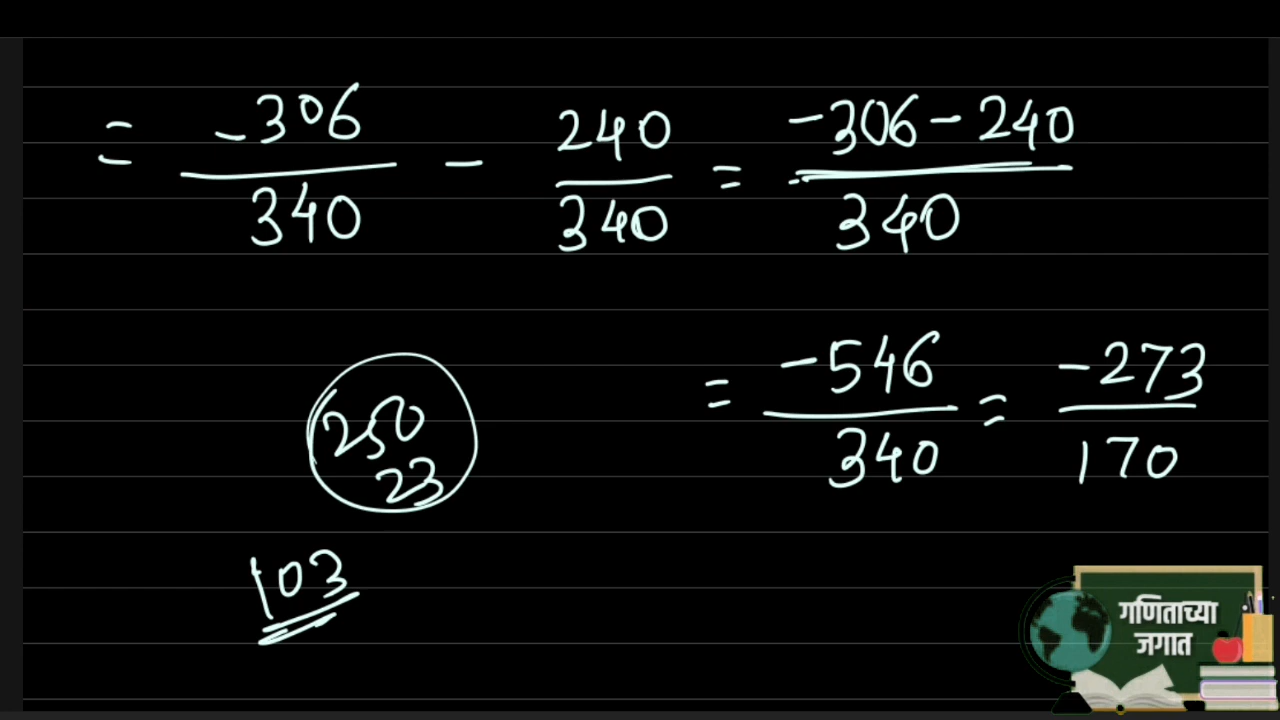 = -306/340 - 240/340 = -306-240/340
= -546/340 = -273/170
250
23
103
गणिताच्या
जगात